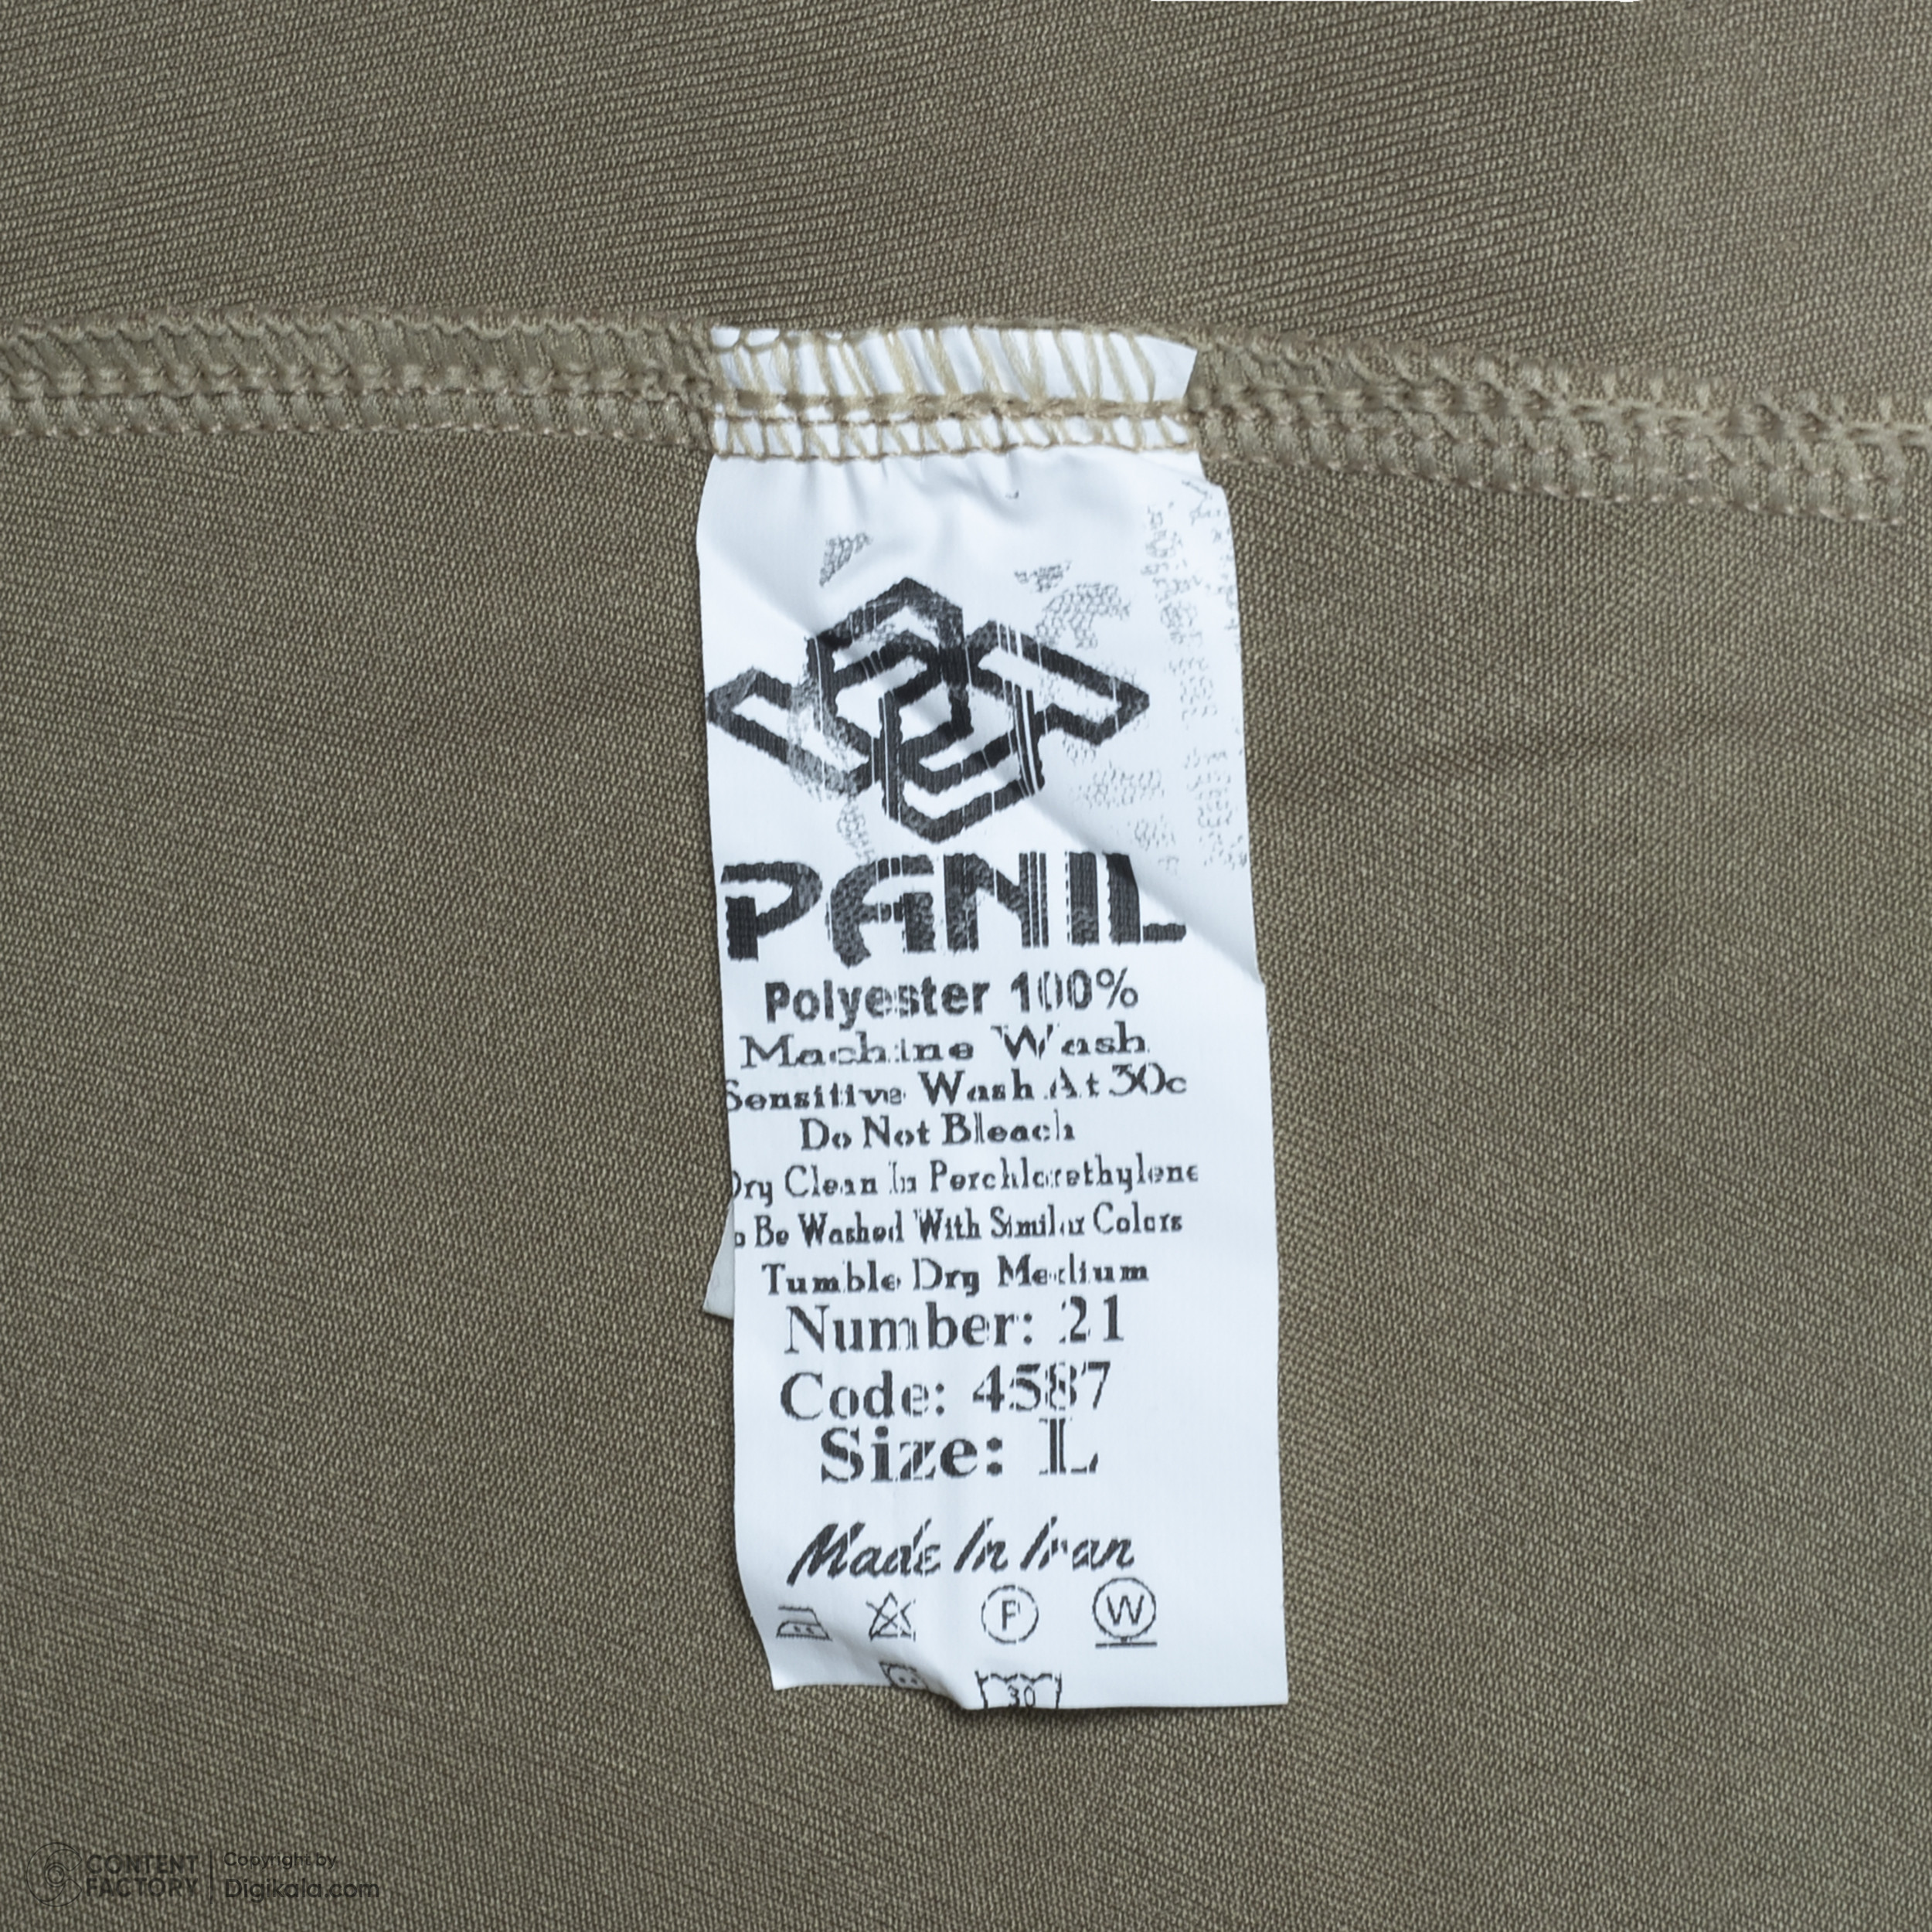 PANIL
Polyester 100%
Machine Wash
Sensitive Wash At 30c
Do Not Bleach
Dry Clean In Perchlorethylene
o Be Washed With Similar Colors
Tumble Dry Medium
Number: 21
Code: 4587
Size: L
Made In Iran
P W
30
CONTENT FACTORY
Copyright by
Digikala.com